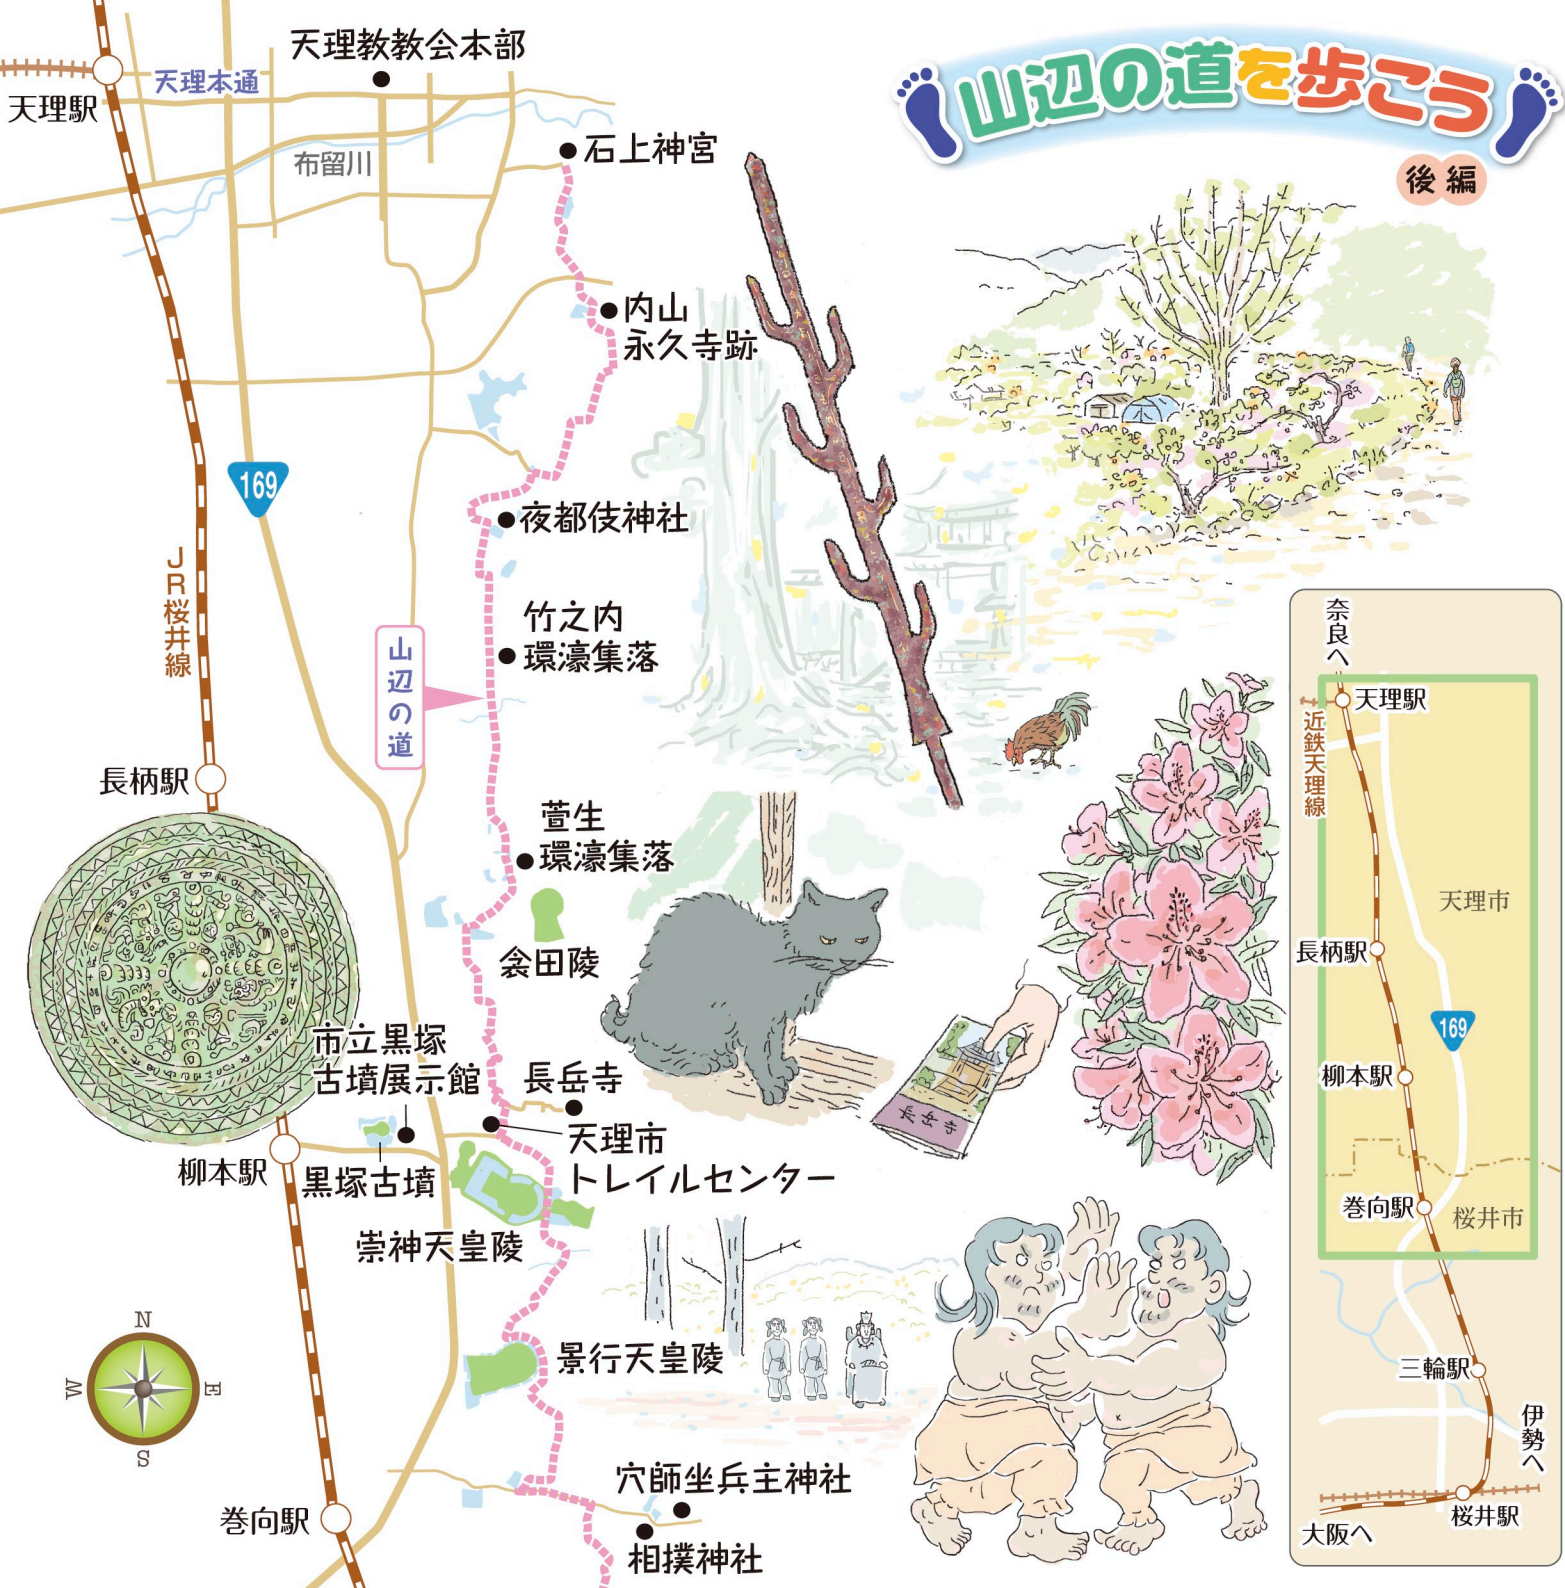 山辺の道を歩こう
後編
天理教教会本部
天理本通
天理駅
布留川
石上神宮
内山
永久寺跡
169
夜都伎神社
JR桜井線
竹之内
環濠集落
山辺の道
長柄駅
萱生
環濠集落
衾田陵
市立黒塚
古墳展示館
長岳寺
天理市
トレイルセンター
柳本駅
黒塚古墳
崇神天皇陵
景行天皇陵
穴師坐兵主神社
相撲神社
巻向駅
N
W
E
S
長岳寺
奈良へ
天理駅
近鉄天理線
天理市
長柄駅
169
柳本駅
巻向駅
桜井市
三輪駅
伊勢へ
桜井駅
大阪へ